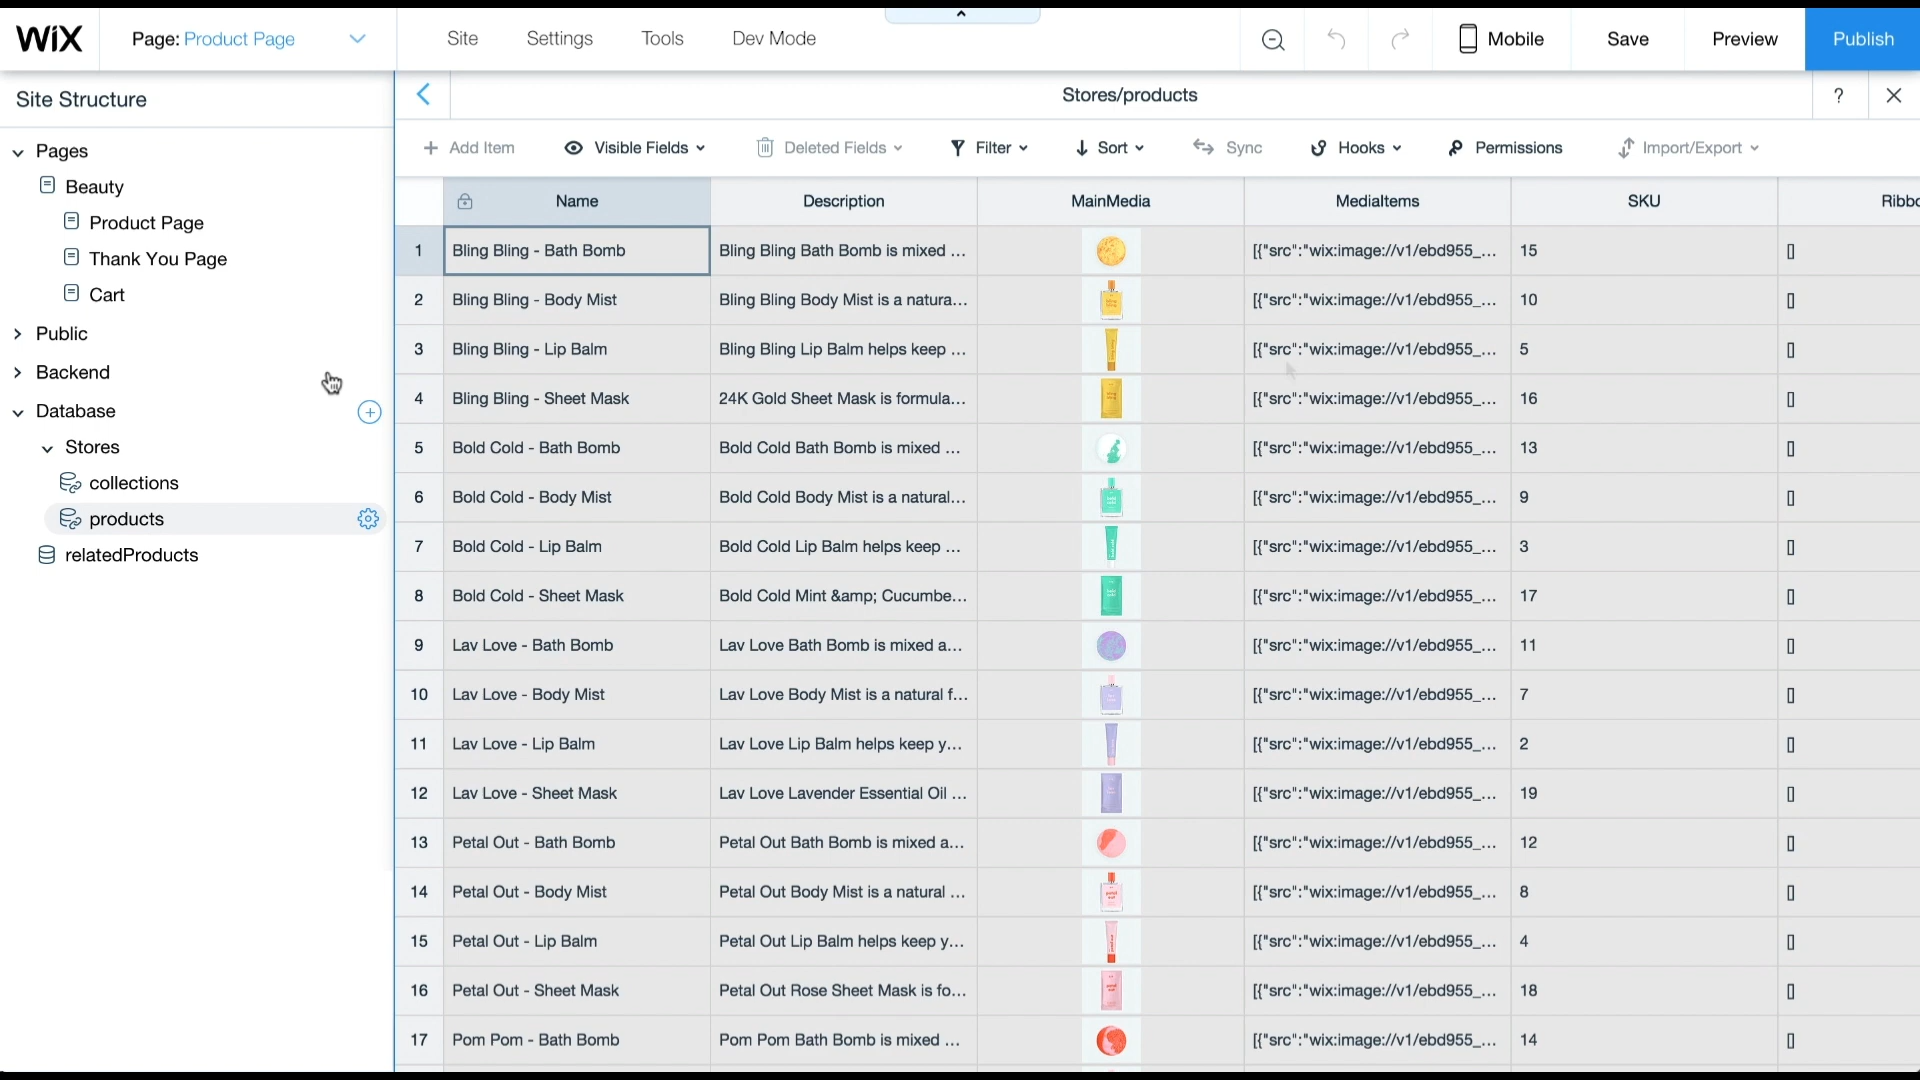 WiX
Page: Product Page
Site
Settings
Tools
Dev Mode
Mobile
Save
Preview
Publish
Site Structure
Stores/products
?
Add Item
Visible Fields
Deleted Fields
Filter
Sort
Sync
Hooks
Permissions
Import/Export
Pages
Beauty
Product Page
Thank You Page
Cart
Public
Backend
Database
Stores
collections
products
relatedProducts
Name Description MainMedia MediaItems SKU Ribbo
1 Bling Bling - Bath Bomb Bling Bling Bath Bomb is mixed ... [{"src":"wix:image://v1/ebd955_... 15 []
2 Bling Bling - Body Mist Bling Bling Body Mist is a natura... [{"src":"wix:image://v1/ebd955_... 10 []
3 Bling Bling - Lip Balm Bling Bling Lip Balm helps keep ... [{"src":"wix:image://v1/ebd955_... 5 []
4 Bling Bling - Sheet Mask 24K Gold Sheet Mask is formula... [{"src":"wix:image://v1/ebd955_... 16 []
5 Bold Cold - Bath Bomb Bold Cold Bath Bomb is mixed ... [{"src":"wix:image://v1/ebd955_... 13 []
6 Bold Cold - Body Mist Bold Cold Body Mist is a natural... [{"src":"wix:image://v1/ebd955_... 9 []
7 Bold Cold - Lip Balm Bold Cold Lip Balm helps keep ... [{"src":"wix:image://v1/ebd955_... 3 []
8 Bold Cold - Sheet Mask Bold Cold Mint &amp; Cucumbe... [{"src":"wix:image://v1/ebd955_... 17 []
9 Lav Love - Bath Bomb Lav Love Bath Bomb is mixed a... [{"src":"wix:image://v1/ebd955_... 11 []
10 Lav Love - Body Mist Lav Love Body Mist is a natural f... [{"src":"wix:image://v1/ebd955_... 7 []
11 Lav Love - Lip Balm Lav Love Lip Balm helps keep y... [{"src":"wix:image://v1/ebd955_... 2 []
12 Lav Love - Sheet Mask Lav Love Lavender Essential Oil ... [{"src":"wix:image://v1/ebd955_... 19 []
13 Petal Out - Bath Bomb Petal Out Bath Bomb is mixed a... [{"src":"wix:image://v1/ebd955_... 12 []
14 Petal Out - Body Mist Petal Out Body Mist is a natural ... [{"src":"wix:image://v1/ebd955_... 8 []
15 Petal Out - Lip Balm Petal Out Lip Balm helps keep y... [{"src":"wix:image://v1/ebd955_... 4 []
16 Petal Out - Sheet Mask Petal Out Rose Sheet Mask is fo... [{"src":"wix:image://v1/ebd955_... 18 []
17 Pom Pom - Bath Bomb Pom Pom Bath Bomb is mixed ... [{"src":"wix:image://v1/ebd955_... 14 []